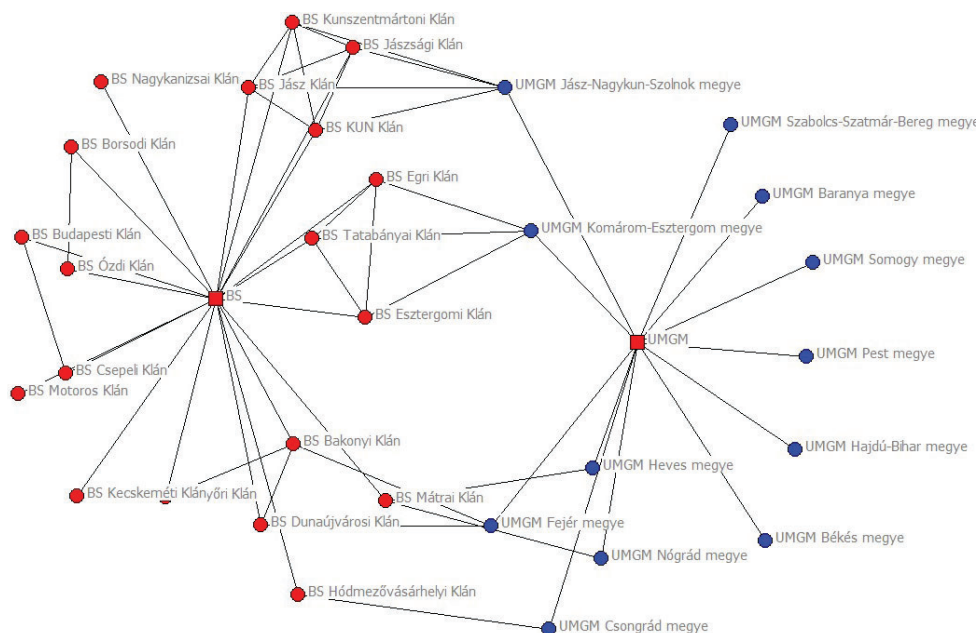 BS Kunszentmártoni Klán
BS Jászsági Klán
BS Nagykanizsai Klán
BS Jász Klán
UMGM Jász-Nagykun-Szolnok megye
UMGM Szabolcs-Szatmár-Bereg megye
BS KUN Klán
BS Borsodi Klán
BS Egri Klán
UMGM Baranya megye
BS Budapesti Klán
BS Tatabányai Klán
UMGM Komárom-Esztergom megye
BS Ózdi Klán
UMGM Somogy megye
BS
BS Esztergomi Klán
UMGM
UMGM Pest megye
BS Csepeli Klán
BS Motoros Klán
BS Bakonyi Klán
UMGM Hajdú-Bihar megye
UMGM Heves megye
BS Kecskeméti Klán
yőri Klán
BS Mátrai Klán
BS Dunaújvárosi Klán
UMGM Fejér megye
UMGM Békés megye
UMGM Nógrád megye
BS Hódmezővásárhelyi Klán
UMGM Csongrád megye